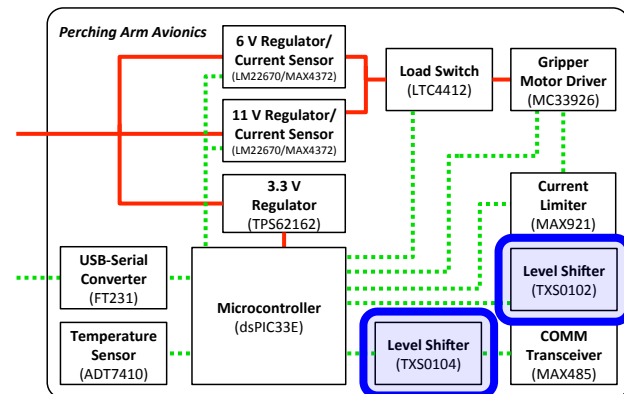 Perching Arm Avionics
6 V Regulator/
Current Sensor
(LM22670/MAX4372)
Load Switch
(LTC4412)
Gripper
Motor Driver
(MC33926)
11 V Regulator/
Current Sensor
(LM22670/MAX4372)
3.3 V
Regulator
(TPS62162)
Current
Limiter
(MAX921)
USB-Serial
Converter
(FT231)
Microcontroller
(dsPIC33E)
Level Shifter
(TXS0102)
Temperature
Sensor
(ADT7410)
Level Shifter
(TXS0104)
COMM
Transceiver
(MAX485)